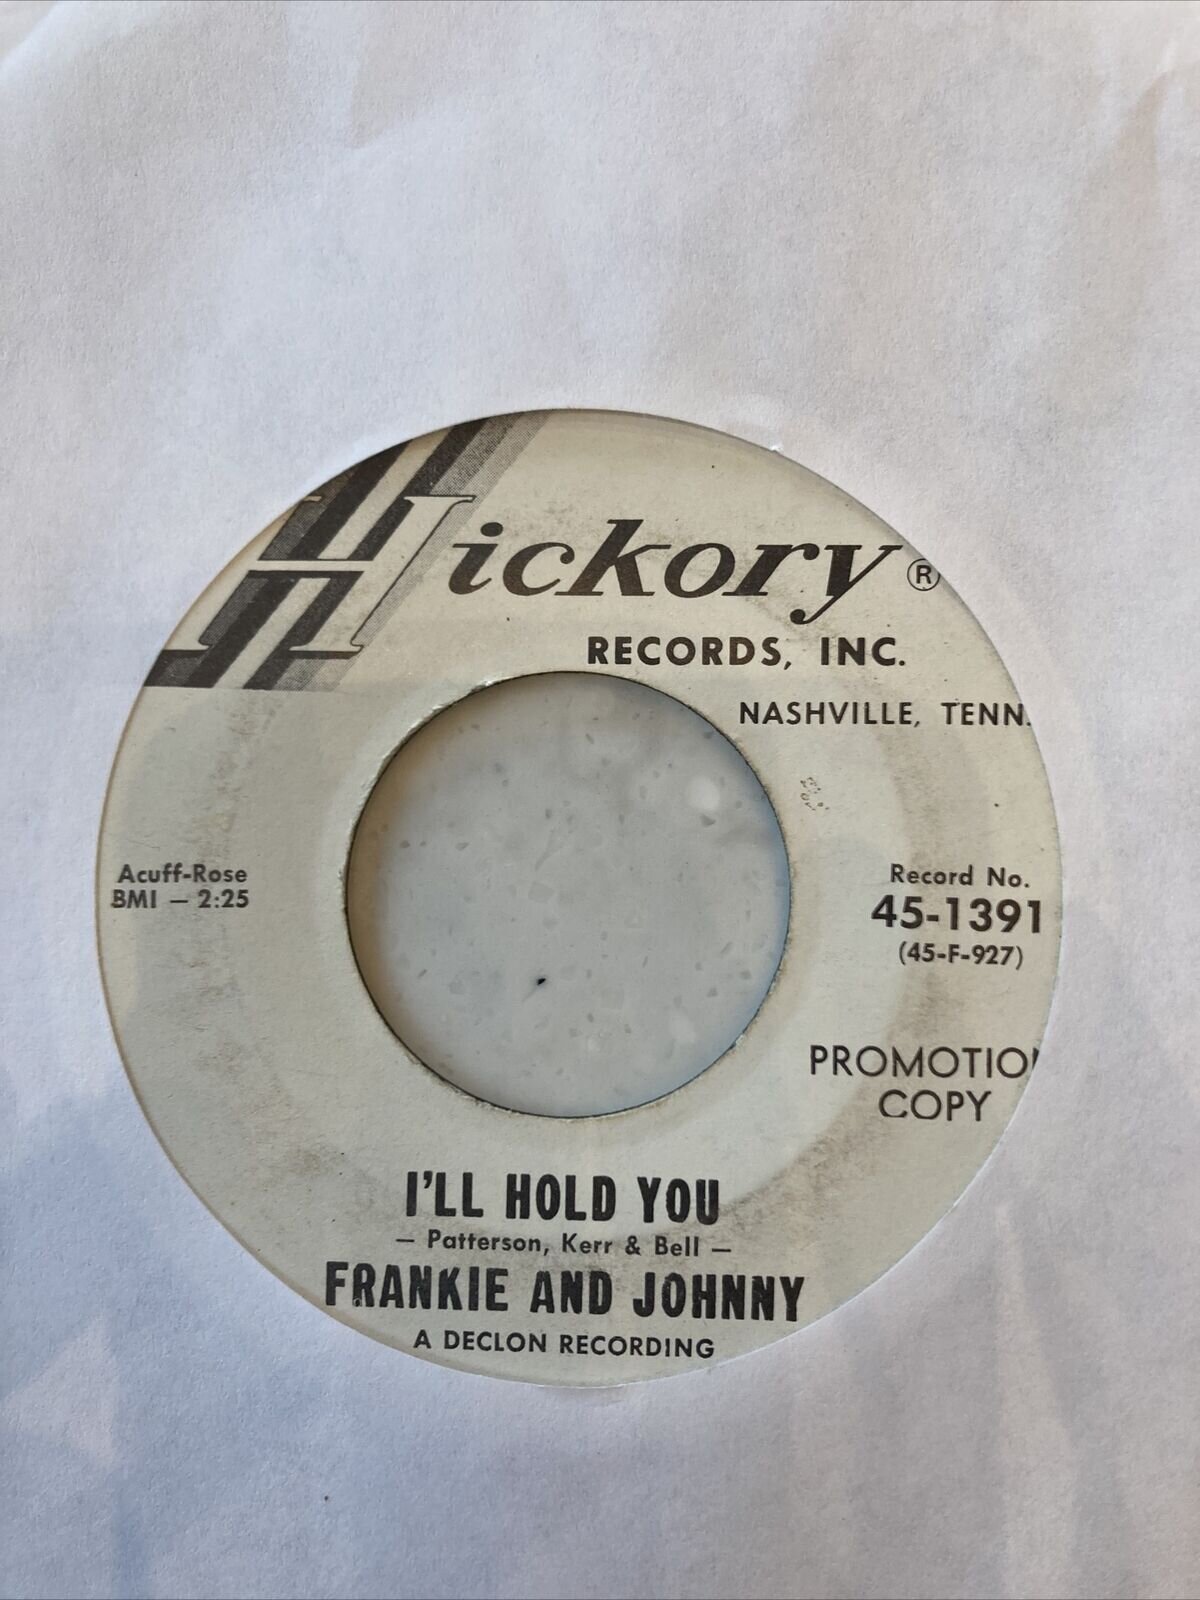 Hickory®
RECORDS, INC.
NASHVILLE, TENN.
Acuff-Rose
BMI — 2:25
Record No.
45-1391
(45-F-927)
PROMOTIO
COPY
I'LL HOLD YOU
— Patterson, Kerr & Bell —
FRANKIE AND JOHNNY
A DECLON RECORDING